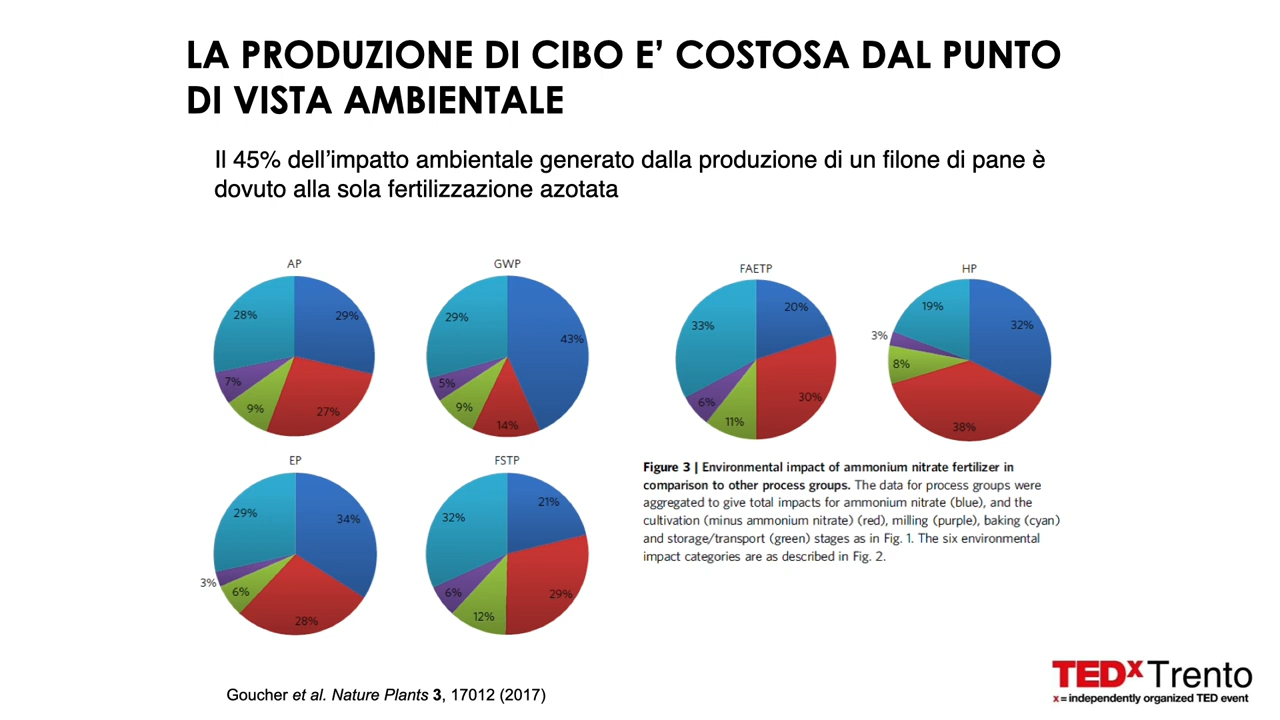 LA PRODUZIONE DI CIBO E’ COSTOSA DAL PUNTO
DI VISTA AMBIENTALE
Il 45% dell’impatto ambientale generato dalla produzione di un filone di pane è
dovuto alla sola fertilizzazione azotata
AP
28%
29%
7%
9%
27%
GWP
29%
43%
5%
9%
14%
FAETP
20%
33%
6%
30%
11%
HP
19%
32%
3%
8%
38%
EP
29%
34%
3%
6%
28%
FSTP
21%
32%
6%
29%
12%
Figure 3 | Environmental impact of ammonium nitrate fertilizer in
comparison to other process groups. The data for process groups were
aggregated to give total impacts for ammonium nitrate (blue), and the
cultivation (minus ammonium nitrate) (red), milling (purple), baking (cyan)
and storage/transport (green) stages as in Fig. 1. The six environmental
impact categories are as described in Fig. 2.
Goucher et al. Nature Plants 3, 17012 (2017)
TEDx Trento
x = independently organized TED event